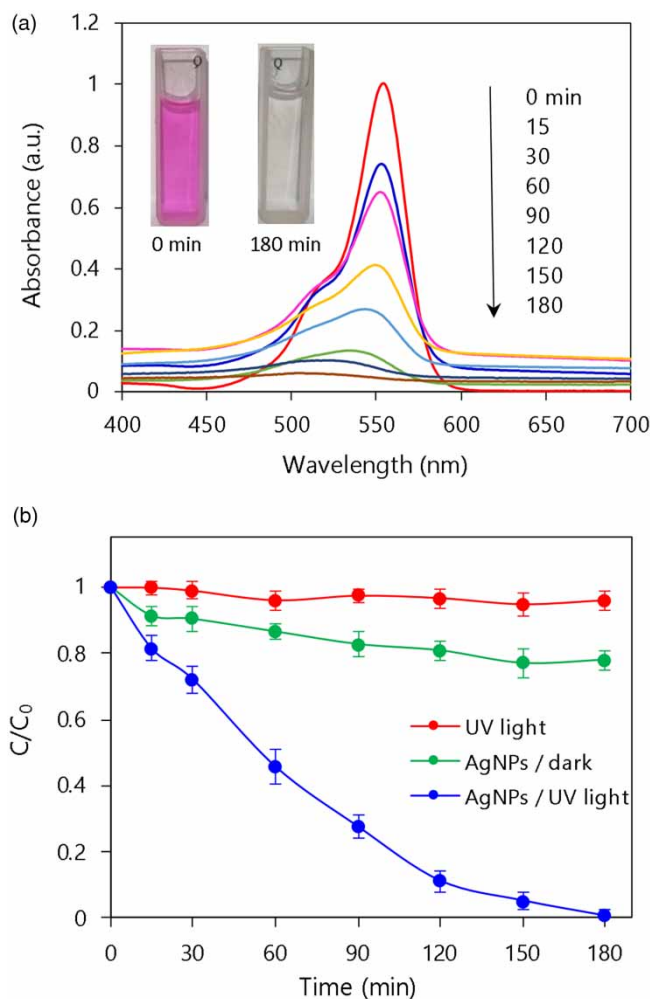 (a)
1.2
1
0.8
0.6
0.4
0.2
0
Absorbance (a.u.)
Q
Q
0 min
180 min
0 min
15
30
60
90
120
150
180
400
450
500
550
600
650
700
Wavelength (nm)
(b)
1
0.8
0.6
0.4
0.2
0
C/C₀
UV light
AgNPs / dark
AgNPs / UV light
0
30
60
90
120
150
180
Time (min)